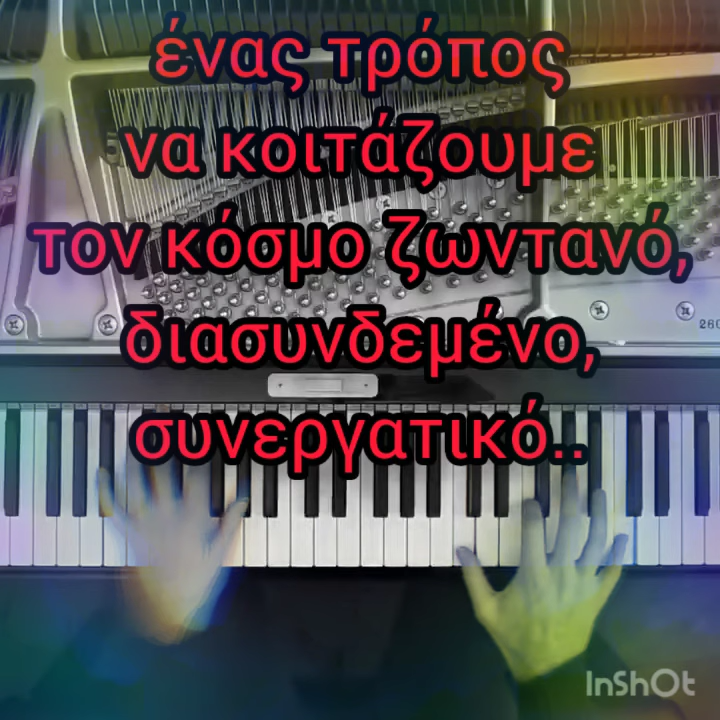 ένας τρόπος
να κοιτάζουμε
τον κόσμο ζωντανό,
διασυνδεμένο,
συνεργατικό..
InShOt